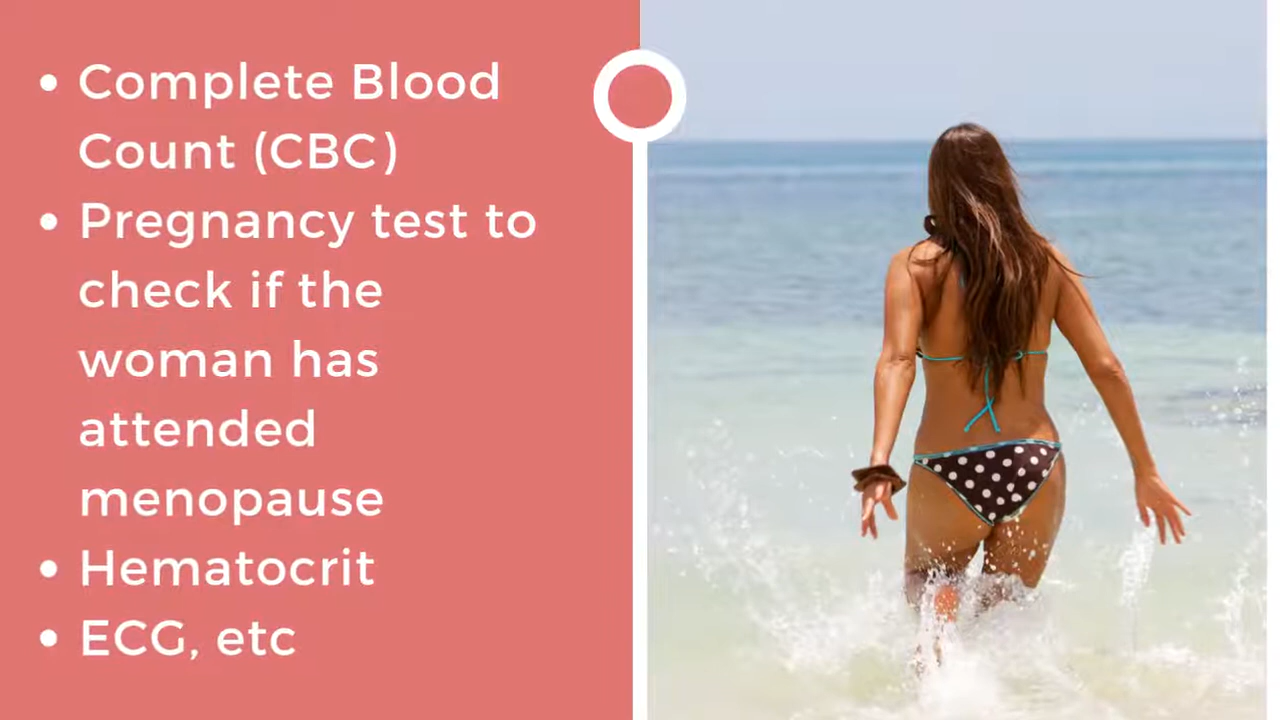 • Complete Blood
Count (CBC)
• Pregnancy test to
check if the
woman has
attended
menopause
• Hematocrit
• ECG, etc